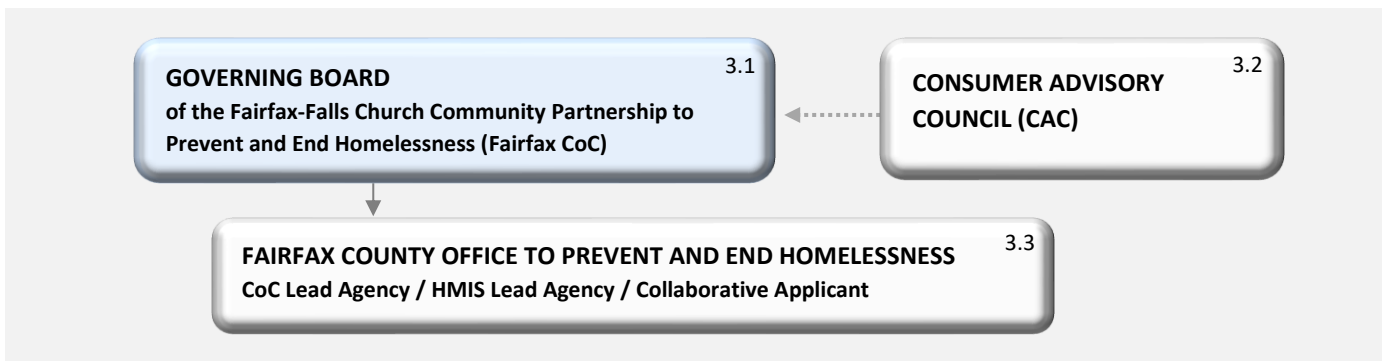 GOVERNING BOARD
3.1
of the Fairfax-Falls Church Community Partnership to
Prevent and End Homelessness (Fairfax CoC)
CONSUMER ADVISORY
3.2
COUNCIL (CAC)
FAIRFAX COUNTY OFFICE TO PREVENT AND END HOMELESSNESS
3.3
CoC Lead Agency / HMIS Lead Agency / Collaborative Applicant